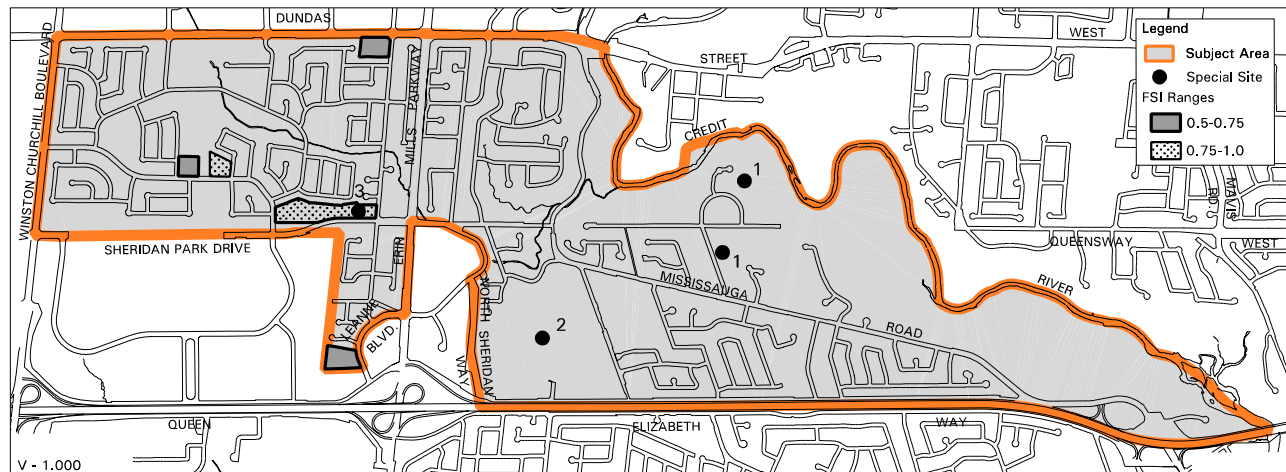 DUNDAS
STREET
WEST
WINSTON CHURCHILL BOULEVARD
MILLS PARKWAY
ERIN
CREDIT
RIVER
1
1
2
3
SHERIDAN PARK DRIVE
LEANNE
BLVD.
NORTH SHERIDAN
WAY
MISSISSAUGA
ROAD
QUEENSWAY
WEST
MAVIS
RD
QUEEN
ELIZABETH
WAY
Legend
Subject Area
Special Site
FSI Ranges
0.5-0.75
0.75-1.0
V - 1.000